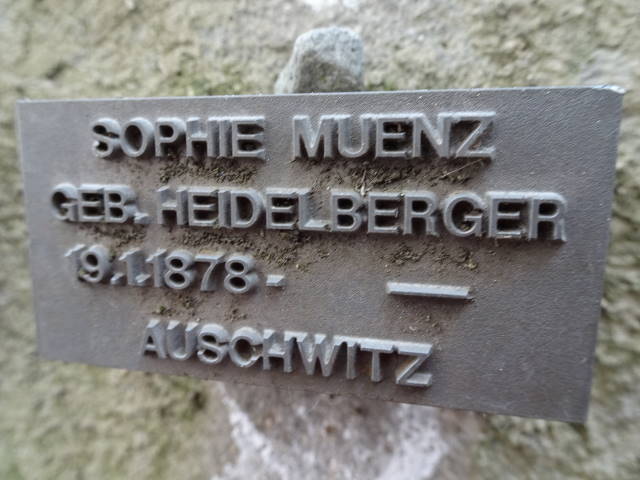 SOPHIE MUENZ
GEB. HEIDELBERGER
19.1.1878 - —
AUSCHWITZ